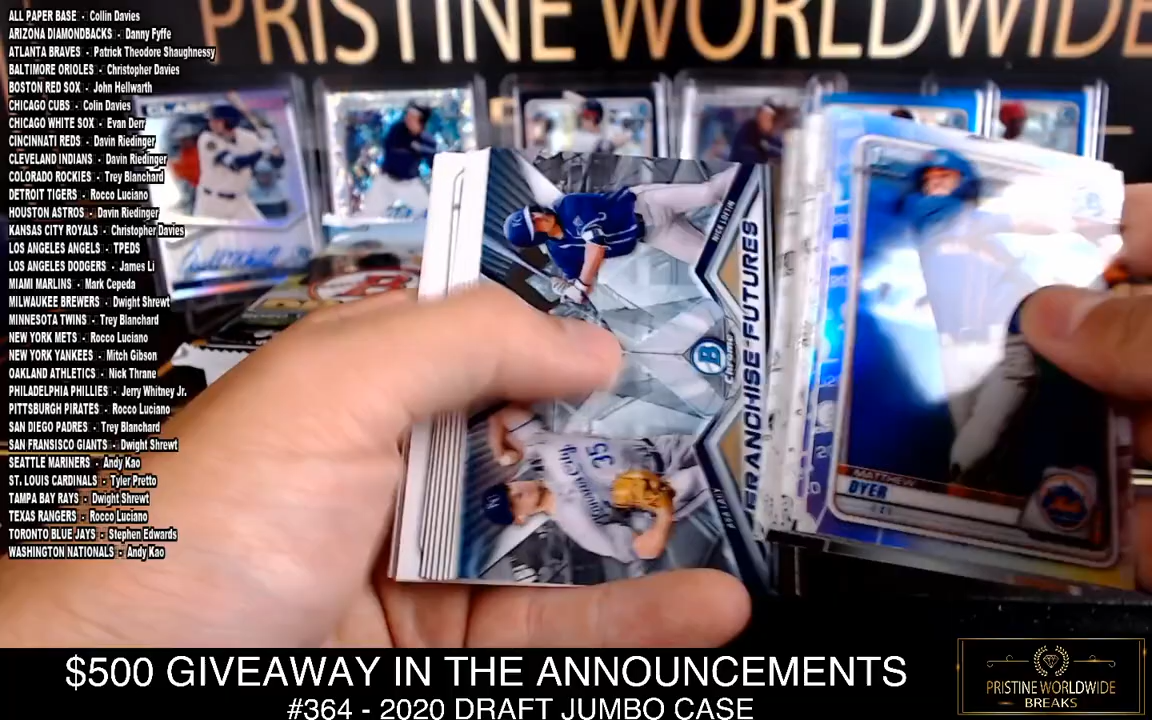 PRISTINE WORLDWIDE
ALL PAPER BASE - Collin Davies
ARIZONA DIAMONDBACKS - Danny Fyffe
ATLANTA BRAVES - Patrick Theodore Shaughnessy
BALTIMORE ORIOLES - Christopher Davies
BOSTON RED SOX - John Hellwarth
CHICAGO CUBS - Colin Davies
CHICAGO WHITE SOX - Evan Derr
CINCINNATI REDS - Davin Riedinger
CLEVELAND INDIANS - Davin Riedinger
COLORADO ROCKIES - Trey Blanchard
DETROIT TIGERS - Rocco Luciano
HOUSTON ASTROS - Davin Riedinger
KANSAS CITY ROYALS - Christopher Davies
LOS ANGELES ANGELS - TPEDS
LOS ANGELES DODGERS - James Li
MIAMI MARLINS - Mark Cepeda
MILWAUKEE BREWERS - Dwight Shrewt
MINNESOTA TWINS - Trey Blanchard
NEW YORK METS - Rocco Luciano
NEW YORK YANKEES - Mitch Gibson
OAKLAND ATHLETICS - Nick Thrane
PHILADELPHIA PHILLIES - Jerry Whitney Jr.
PITTSBURGH PIRATES - Rocco Luciano
SAN DIEGO PADRES - Trey Blanchard
SAN FRANSISCO GIANTS - Dwight Shrewt
SEATTLE MARINERS - Andy Kao
ST. LOUIS CARDINALS - Tyler Pretto
TAMPA BAY RAYS - Dwight Shrewt
TEXAS RANGERS - Rocco Luciano
TORONTO BLUE JAYS - Stephen Edwards
WASHINGTON NATIONALS - Andy Kao
NICK LOFTIN
FRANCHISE FUTURES
B
Chrome
35
MATTHEW
DYER
$500 GIVEAWAY IN THE ANNOUNCEMENTS
#364 - 2020 DRAFT JUMBO CASE
PRISTINE WORLDWIDE
BREAKS